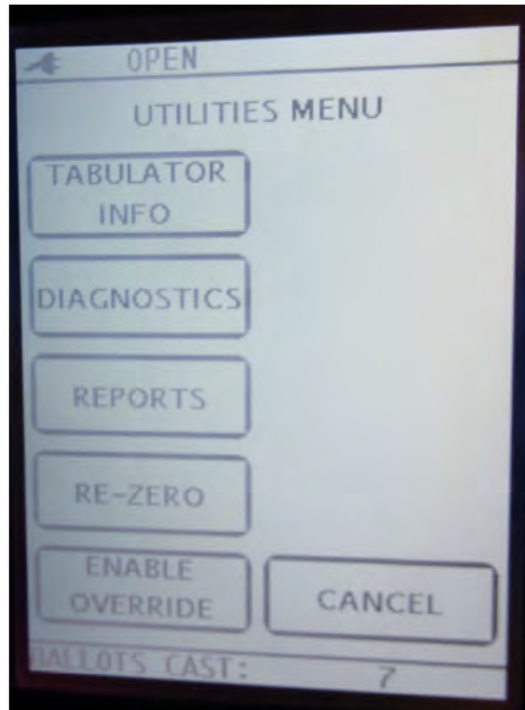 OPEN
UTILITIES MENU
TABULATOR
INFO
DIAGNOSTICS
REPORTS
RE-ZERO
ENABLE
OVERRIDE
CANCEL
BALLOTS CAST: 7